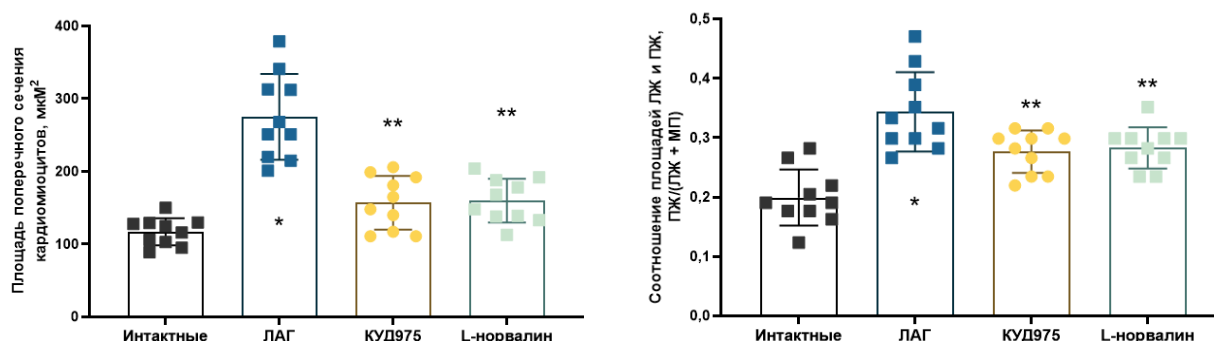 Площадь поперечного сечения
кардиомиоцитов, мкМ²
400
300
200
100
0
*
**
**
Интактные
ЛАГ
КУД975
L-норвалин
Соотношение площадей ЛЖ и ПЖ,
ПЖ/(ПЖ + МП)
0,5
0,4
0,3
0,2
0,1
0,0
*
**
**
Интактные
ЛАГ
КУД975
L-норвалин